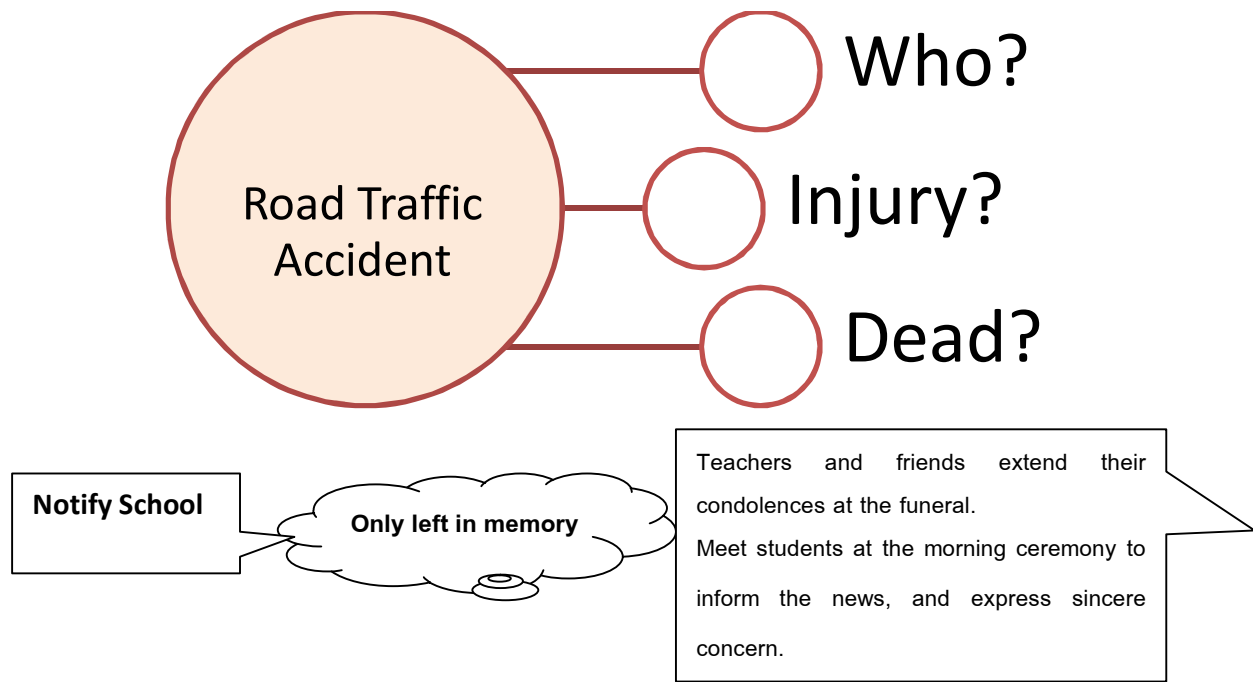 Who?
Road Traffic
Accident
Injury?
Dead?
Notify School
Only left in memory
Teachers and friends extend their
condolences at the funeral.
Meet students at the morning ceremony to
inform the news, and express sincere
concern.